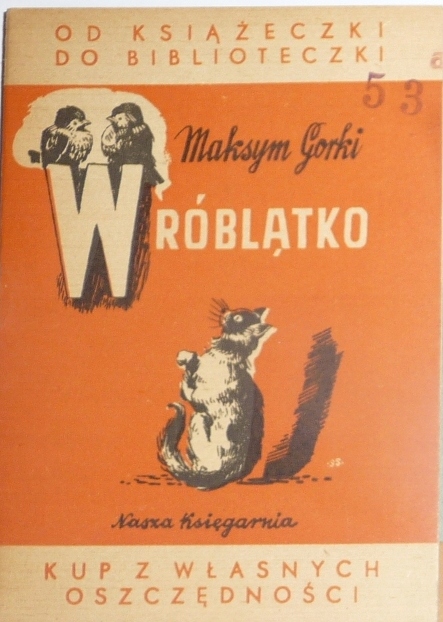 OD KSIĄŻECZKI
DO BIBLIOTECZKI
53
Maksym Gorki
WRÓBLĄTKO
Nasza Księgarnia
KUP Z WŁASNYCH
OSZCZĘDNOŚCI